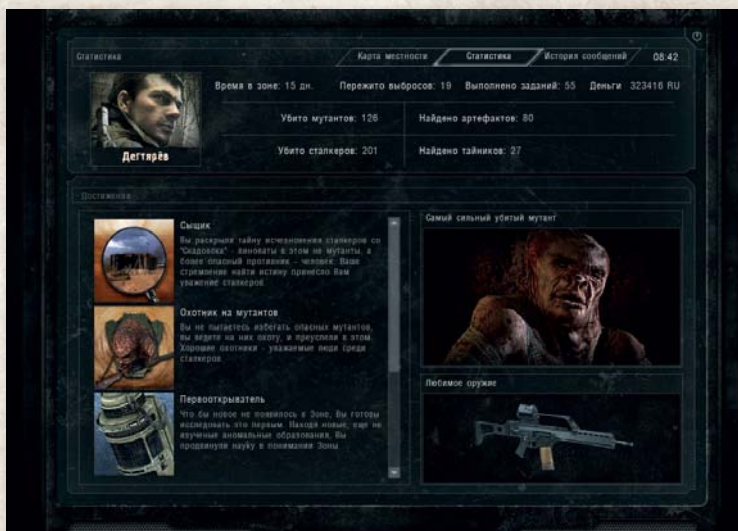 Статистика
Карта местности
Статистика
История сообщений
08:42
Время в зоне: 15 дн.
Пережито выбросов: 19
Выполнено заданий: 55
Деньги 323416 RU
Убито мутантов: 126
Найдено артефактов: 80
Убито сталкеров: 201
Найдено тайников: 27
Дегтярёв
Достижения
Сыщик
Вы раскрыли тайну исчезновения сталкеров со
"Скадовска" - виноваты в этом не мутанты, а
более опасный противник - человек. Ваше
стремление найти истину принесло Вам
уважение сталкеров.
Охотник на мутантов
Вы не пытаетесь избегать опасных мутантов,
вы ведете на них охоту, и преуспели в этом.
Хорошие охотники - уважаемые люди среди
сталкеров.
Первооткрыватель
Что бы новое не появилось в Зоне, Вы готовы
исследовать это первым. Находя новые, еще не
изученные аномальные образования, Вы
продвинули науку в понимании Зоны.
Самый сильный убитый мутант
Любимое оружие